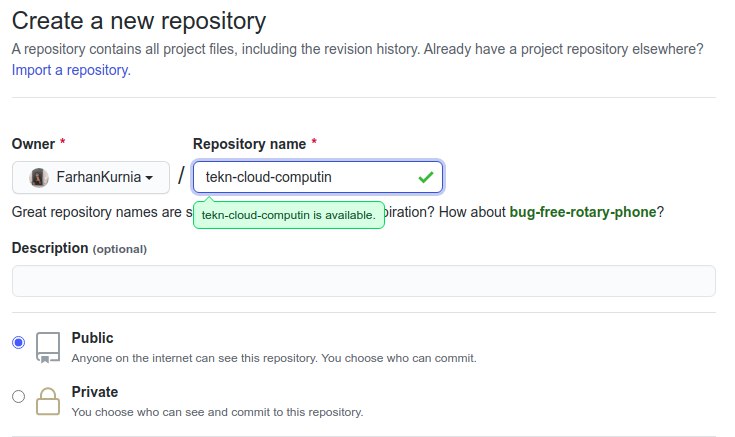 Create a new repository
A repository contains all project files, including the revision history. Already have a project repository elsewhere?
Import a repository.
Owner *
Repository name *
FarhanKurnia
/
tekn-cloud-computin
Great repository names are s
piration? How about bug-free-rotary-phone?
tekn-cloud-computin is available.
Description (optional)
Public
Anyone on the internet can see this repository. You choose who can commit.
Private
You choose who can see and commit to this repository.